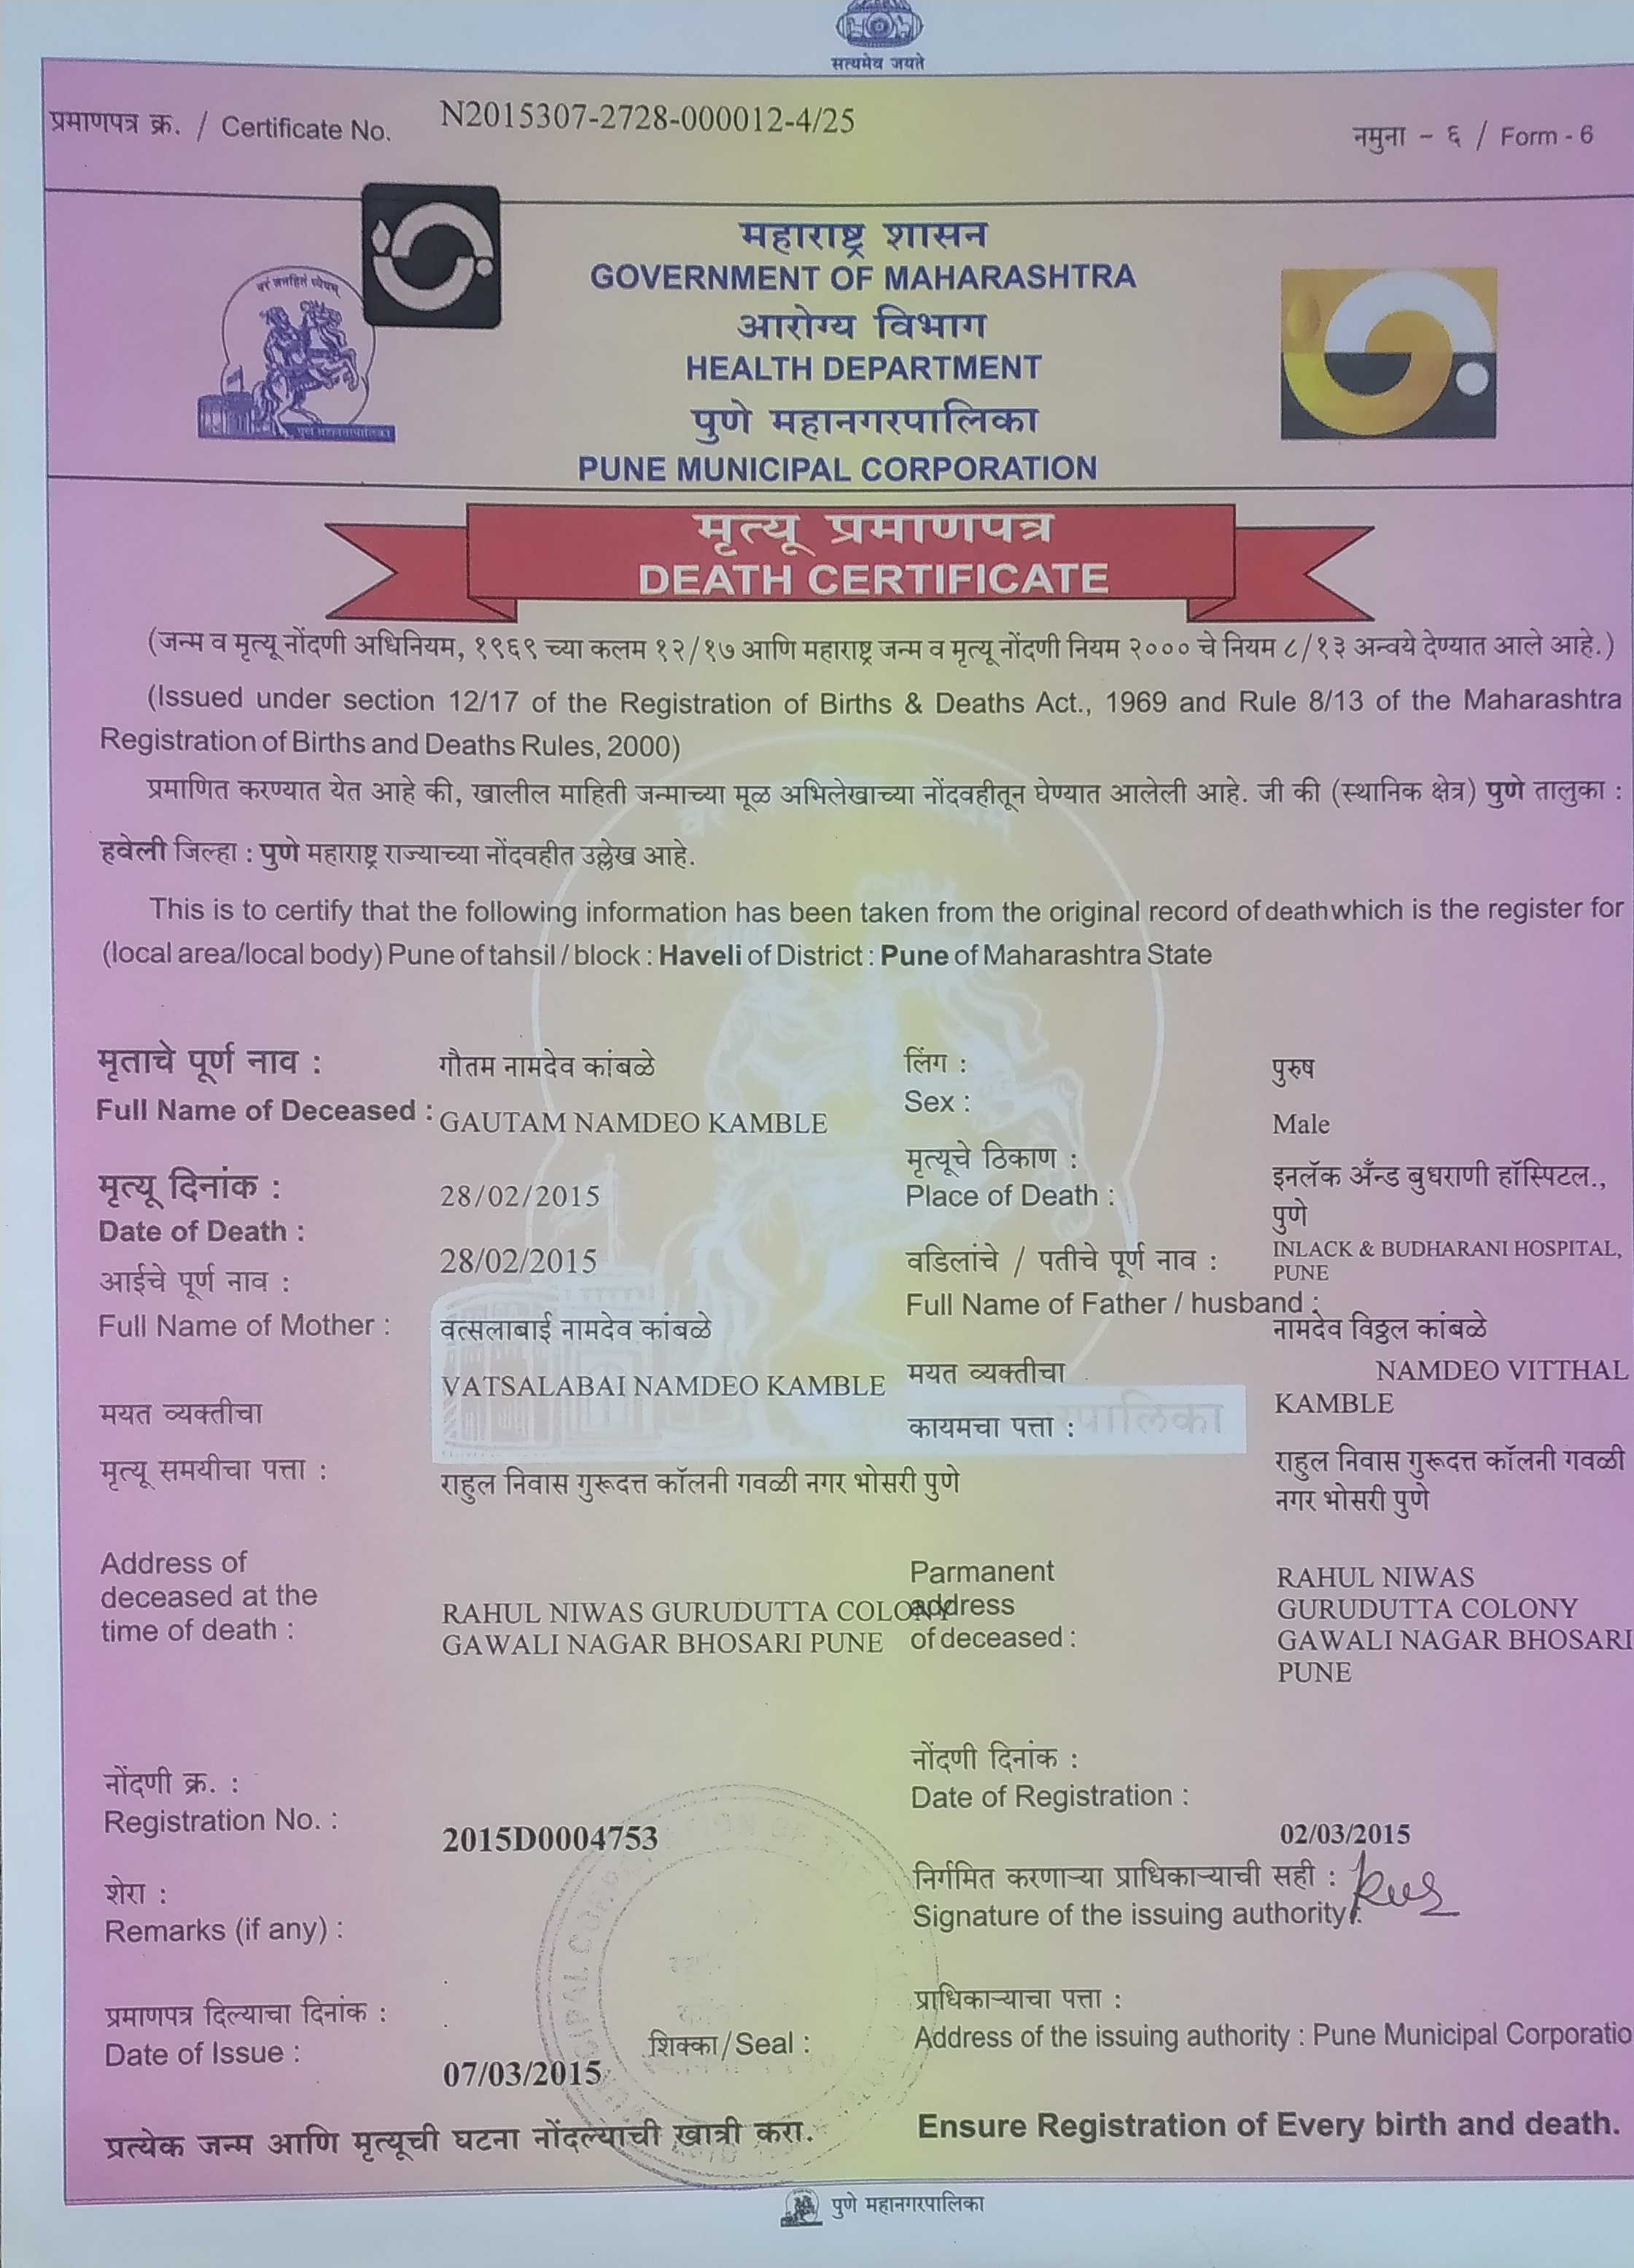 सत्यमेव जयते
प्रमाणपत्र क्र. / Certificate No. N2015307-2728-000012-4/25
नमुना - ६ / Form - 6
वरं जनहितं ध्येयम्
पुणे महानगरपालिका
महाराष्ट्र शासन
GOVERNMENT OF MAHARASHTRA
आरोग्य विभाग
HEALTH DEPARTMENT
पुणे महानगरपालिका
PUNE MUNICIPAL CORPORATION
मृत्यू प्रमाणपत्र
DEATH CERTIFICATE
(जन्म व मृत्यू नोंदणी अधिनियम, १९६९ च्या कलम १२/१७ आणि महाराष्ट्र जन्म व मृत्यू नोंदणी नियम २००० चे नियम ८/१३ अन्वये देण्यात आले आहे.)
(Issued under section 12/17 of the Registration of Births & Deaths Act., 1969 and Rule 8/13 of the Maharashtra
Registration of Births and Deaths Rules, 2000)
प्रमाणित करण्यात येत आहे की, खालील माहिती जन्माच्या मूळ अभिलेखाच्या नोंदवहीतून घेण्यात आलेली आहे. जी की (स्थानिक क्षेत्र) पुणे तालुका :
हवेली जिल्हा : पुणे महाराष्ट्र राज्याच्या नोंदवहीत उल्लेख आहे.
This is to certify that the following information has been taken from the original record of deathwhich is the register for
(local area/local body) Pune of tahsil / block : Haveli of District : Pune of Maharashtra State
मृताचे पूर्ण नाव : गौतम नामदेव कांबळे
Full Name of Deceased : GAUTAM NAMDEO KAMBLE
लिंग : पुरुष
Sex : Male
मृत्यू दिनांक : 28/02/2015
Date of Death : 28/02/2015
मृत्यूचे ठिकाण : इनलॅक अँन्ड बुधराणी हॉस्पिटल.,
पुणे
Place of Death : INLACK & BUDHARANI HOSPITAL,
PUNE
आईचे पूर्ण नाव : वत्सलाबाई नामदेव कांबळे
Full Name of Mother : VATSALABAI NAMDEO KAMBLE
वडिलांचे / पतीचे पूर्ण नाव : नामदेव विठ्ठल कांबळे
Full Name of Father / husband : NAMDEO VITTHAL
KAMBLE
मयत व्यक्तीचा
मृत्यू समयीचा पत्ता : राहुल निवास गुरूदत्त कॉलनी गवळी नगर भोसरी पुणे
मयत व्यक्तीचा
कायमचा पत्ता : राहुल निवास गुरूदत्त कॉलनी गवळी
नगर भोसरी पुणे
Address of
deceased at the
time of death : RAHUL NIWAS GURUDUTTA COLONY
GAWALI NAGAR BHOSARI PUNE
Parmanent
address
of deceased : RAHUL NIWAS
GURUDUTTA COLONY
GAWALI NAGAR BHOSARI
PUNE
नोंदणी क्र. :
Registration No. : 2015D0004753
नोंदणी दिनांक :
Date of Registration : 02/03/2015
शेरा :
Remarks (if any) :
निर्गमित करणाऱ्या प्राधिकाऱ्याची सही :
Signature of the issuing authority :
प्रमाणपत्र दिल्याचा दिनांक :
Date of Issue : 07/03/2015
शिक्का/Seal :
प्राधिकाऱ्याचा पत्ता :
Address of the issuing authority : Pune Municipal Corporatio
प्रत्येक जन्म आणि मृत्यूची घटना नोंदल्याची खात्री करा.
Ensure Registration of Every birth and death.
पुणे महानगरपालिका